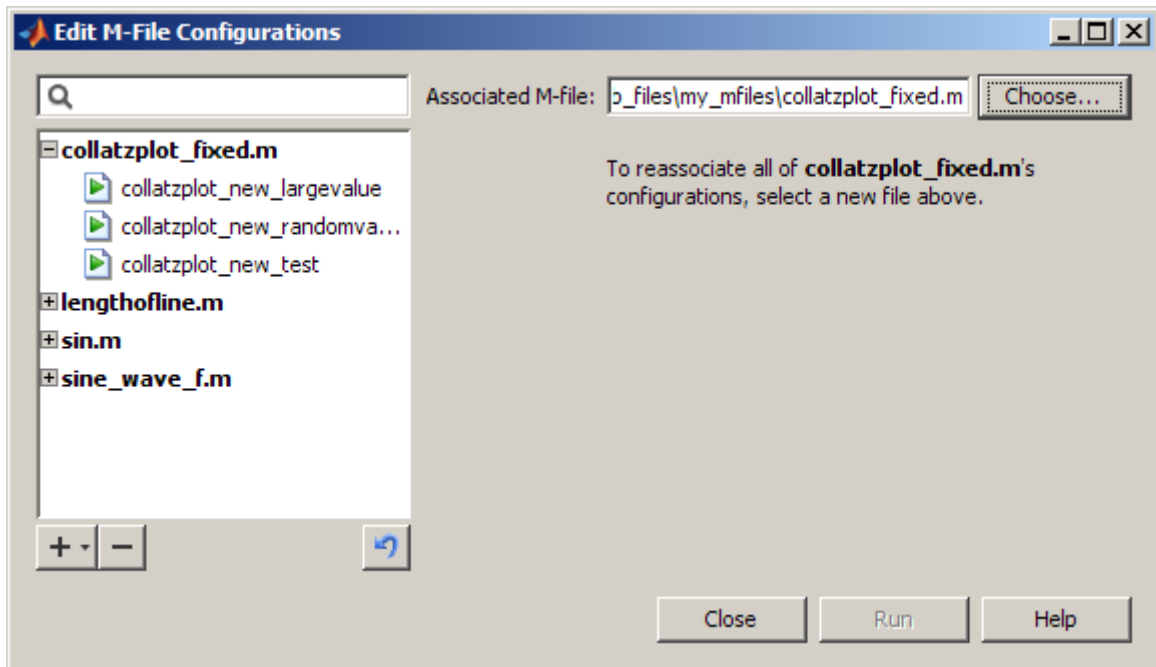 Edit M-File Configurations
Associated M-file: _files\my_mfiles\collatzplot_fixed.m Choose...
collatzplot_fixed.m
collatzplot_new_largevalue
collatzplot_new_randomva...
collatzplot_new_test
lengthofline.m
sin.m
sine_wave_f.m
To reassociate all of collatzplot_fixed.m's
configurations, select a new file above.
Close Run Help